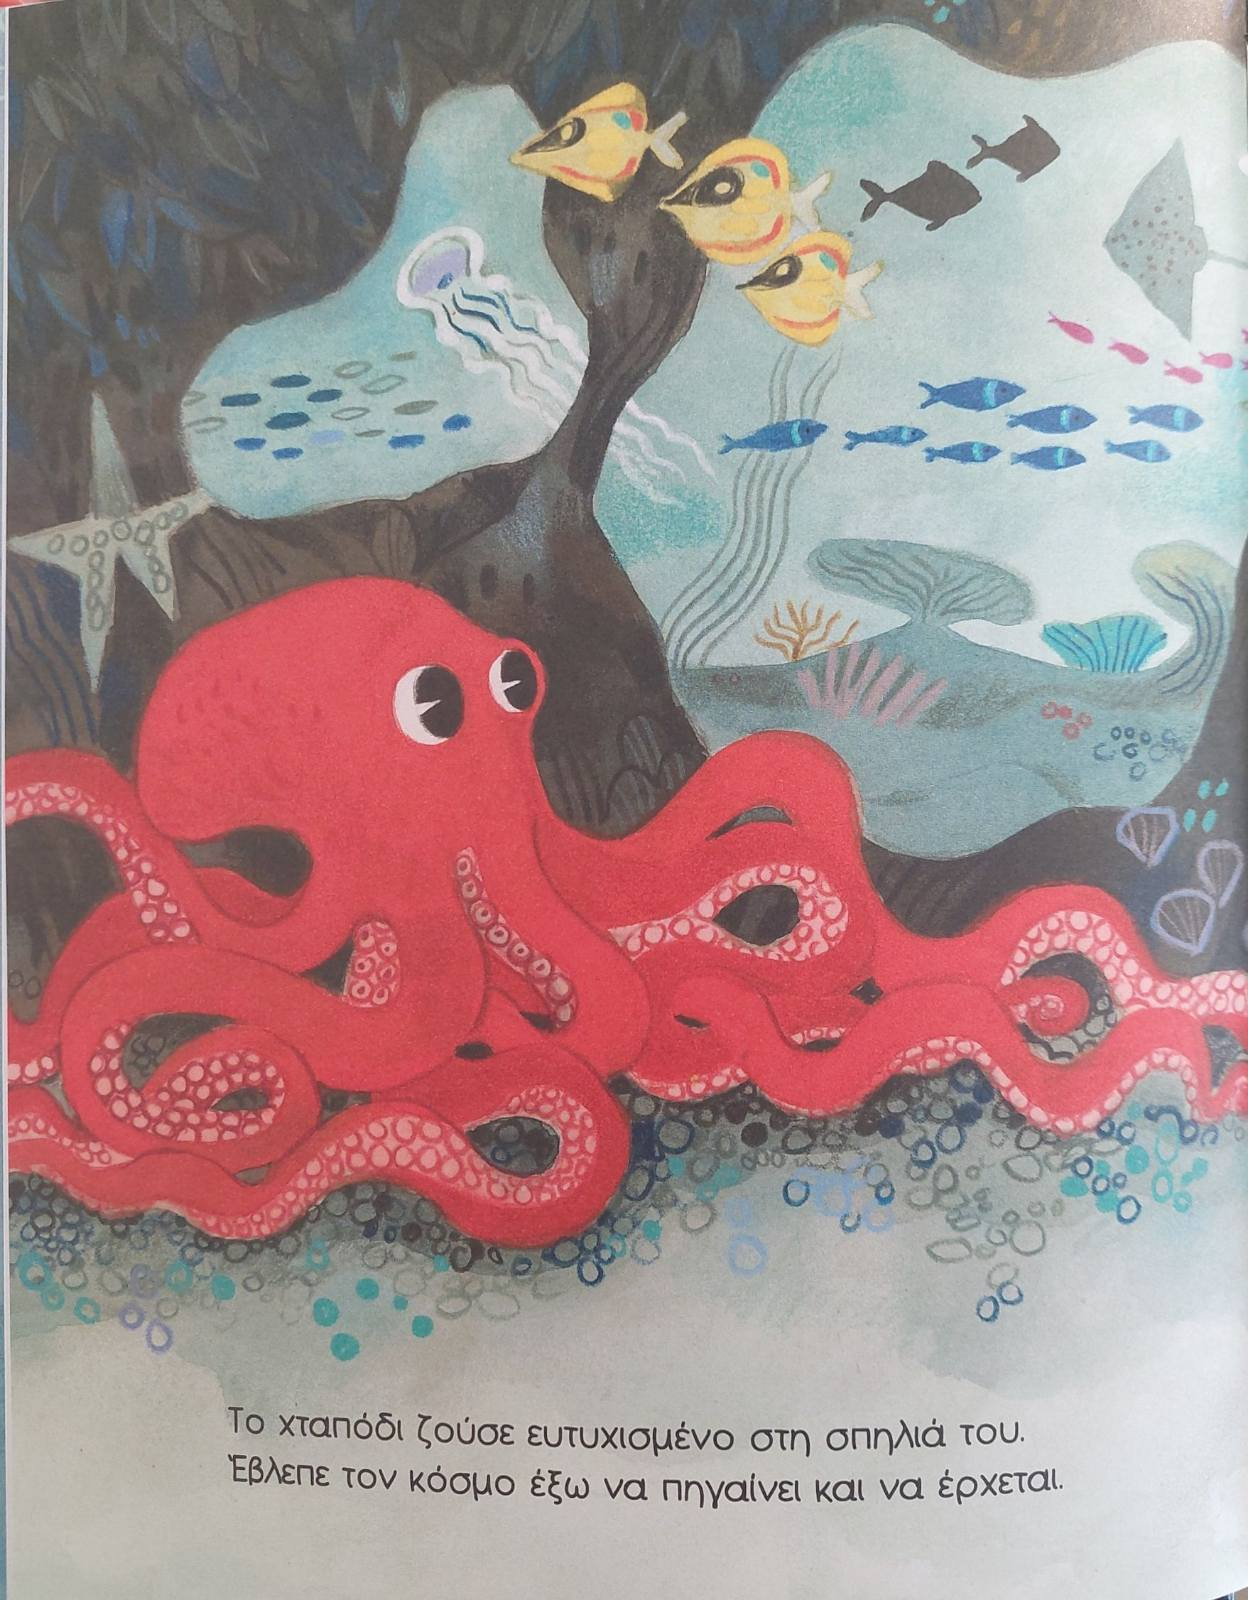 Το χταπόδι ζούσε ευτυχισμένο στη σπηλιά του.
Έβλεπε τον κόσμο έξω να πηγαίνει και να έρχεται.